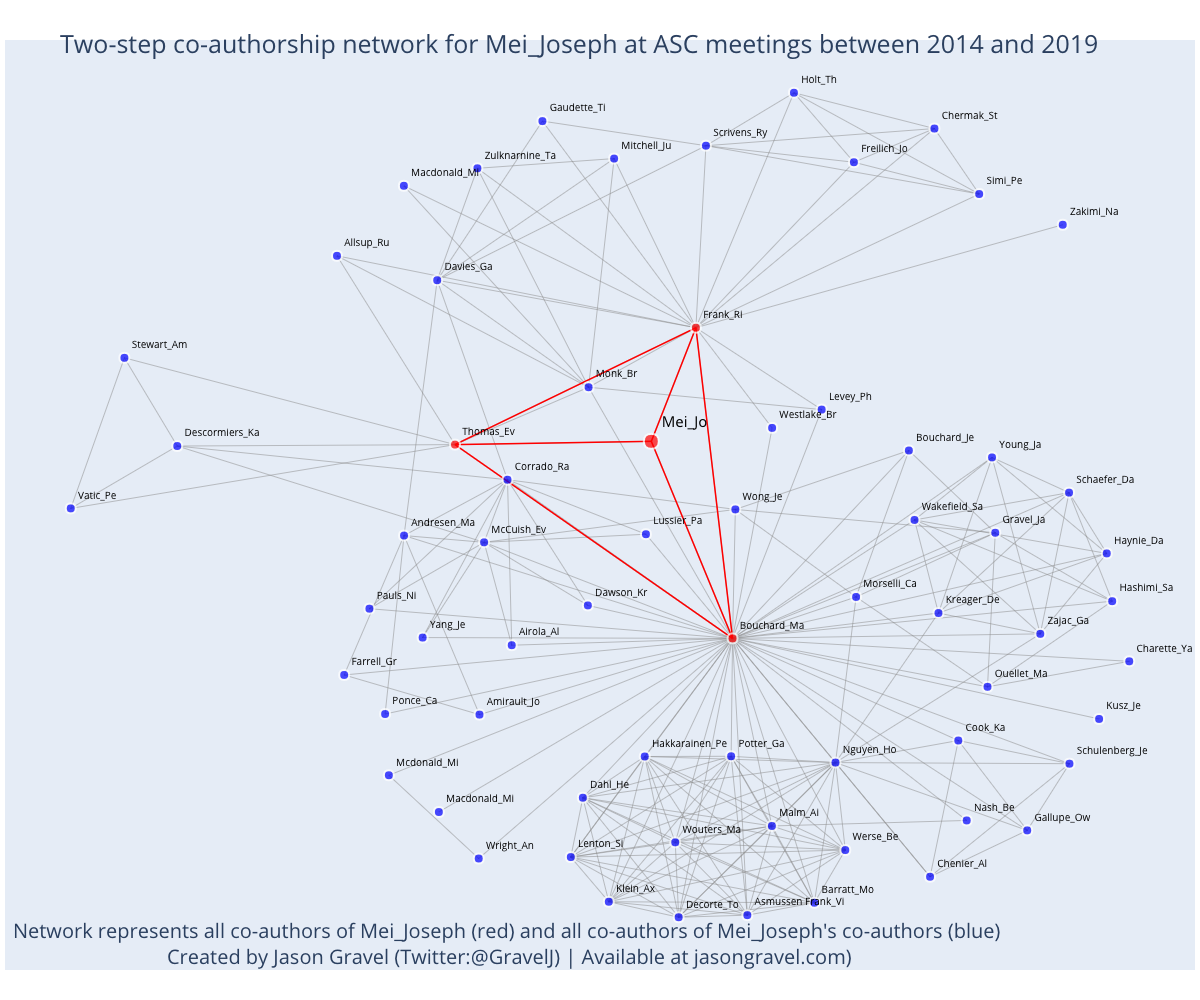 Two-step co-authorship network for Mei_Joseph at ASC meetings between 2014 and 2019
Holt_Th
Gaudette_Ti
Chermak_St
Scrivens_Ry
Mitchell_Ju
Freilich_Jo
Zulknarnine_Ta
Macdonald_Mi
Simi_Pe
Zakimi_Na
Allsup_Ru
Davies_Ga
Frank_Ri
Stewart_Am
Monk_Br
Levey_Ph
Westlake_Br
Mei_Jo
Thomas_Ev
Descormiers_Ka
Bouchard_Je
Young_Ja
Corrado_Ra
Schaefer_Da
Vatic_Pe
Wong_Je
Wakefield_Sa
Gravel_Ja
Andresen_Ma
McCuish_Ev
Lussier_Pa
Haynie_Da
Morselli_Ca
Hashimi_Sa
Pauls_Ni
Dawson_Kr
Kreager_De
Yang_Je
Airola_Al
Bouchard_Ma
Zajac_Ga
Charette_Ya
Farrell_Gr
Ouellet_Ma
Ponce_Ca
Amirault_Jo
Kusz_Je
Cook_Ka
Hakkarainen_Pe
Potter_Ga
Nguyen_Ho
Schulenberg_Je
Mcdonald_Mi
Dahl_He
Macdonald_Mi
Malm_Ai
Nash_Be
Gallupe_Ow
Wouters_Ma
Wright_An
Lenton_Si
Werse_Be
Chenier_Al
Klein_Ax
Barratt_Mo
Decorte_To
Asmussen Frank_Vi
Network represents all co-authors of Mei_Joseph (red) and all co-authors of Mei_Joseph's co-authors (blue)
Created by Jason Gravel (Twitter:@GravelJ) | Available at jasongravel.com)